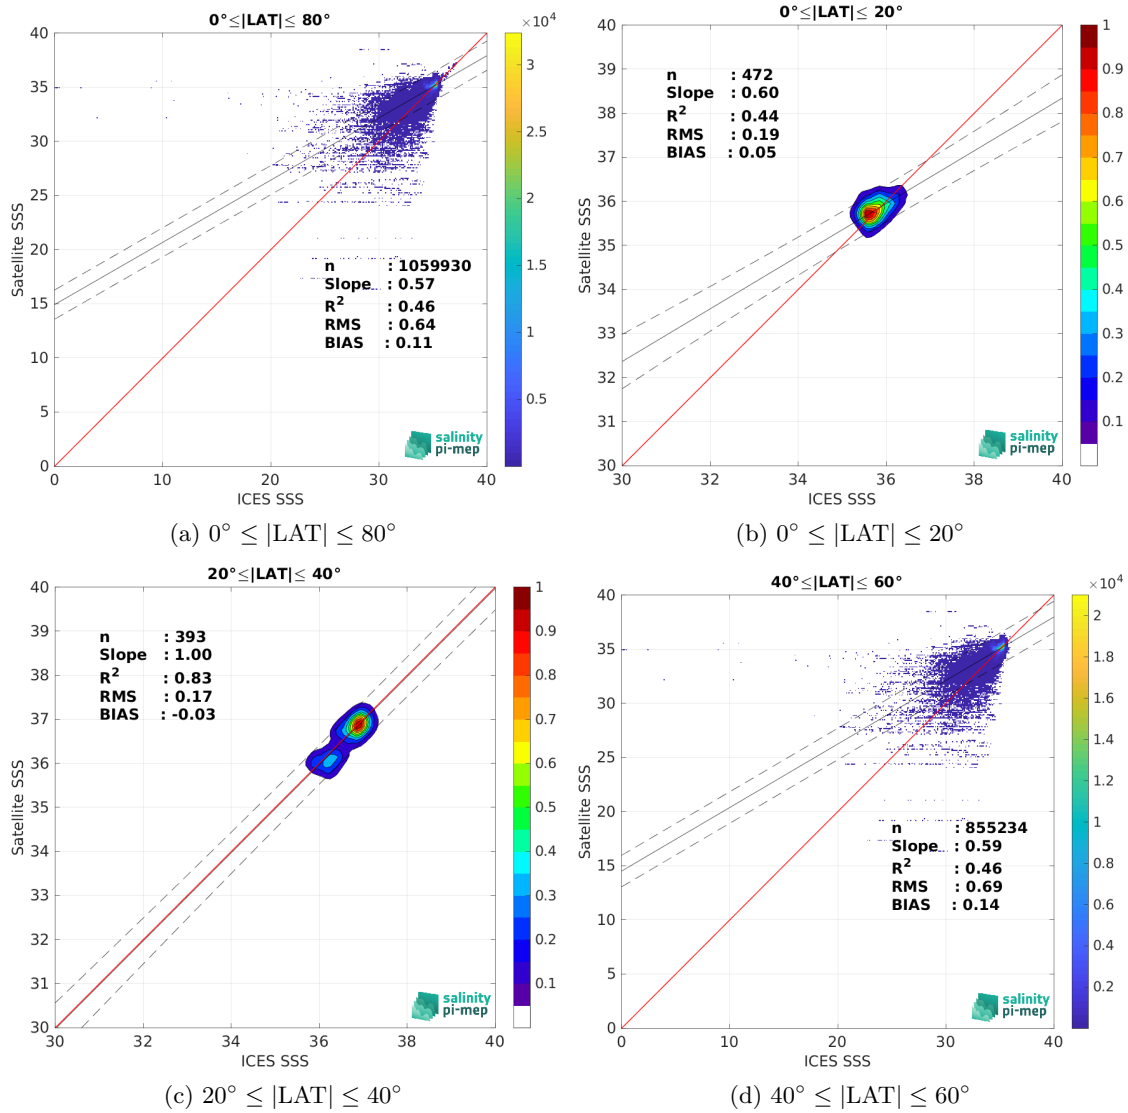 0°≤|LAT|≤ 80°
×10⁴
40
35
30
25
20
15
10
5
0
Satellite SSS
n : 1059930
Slope : 0.57
R² : 0.46
RMS : 0.64
BIAS : 0.11
salinity
pi-mep
0 10 20 30 40
ICES SSS
3
2.5
2
1.5
1
0.5
(a) 0° ≤ |LAT| ≤ 80°
0°≤|LAT|≤ 20°
40
39
38
37
36
35
34
33
32
31
30
Satellite SSS
n : 472
Slope : 0.60
R² : 0.44
RMS : 0.19
BIAS : 0.05
salinity
pi-mep
30 32 34 36 38 40
ICES SSS
1
0.9
0.8
0.7
0.6
0.5
0.4
0.3
0.2
0.1
(b) 0° ≤ |LAT| ≤ 20°
20°≤|LAT|≤ 40°
40
39
38
37
36
35
34
33
32
31
30
Satellite SSS
n : 393
Slope : 1.00
R² : 0.83
RMS : 0.17
BIAS : -0.03
salinity
pi-mep
30 32 34 36 38 40
ICES SSS
1
0.9
0.8
0.7
0.6
0.5
0.4
0.3
0.2
0.1
(c) 20° ≤ |LAT| ≤ 40°
40°≤|LAT|≤ 60°
×10⁴
40
35
30
25
20
15
10
5
0
Satellite SSS
n : 855234
Slope : 0.59
R² : 0.46
RMS : 0.69
BIAS : 0.14
salinity
pi-mep
0 10 20 30 40
ICES SSS
2
1.8
1.6
1.4
1.2
1
0.8
0.6
0.4
0.2
(d) 40° ≤ |LAT| ≤ 60°